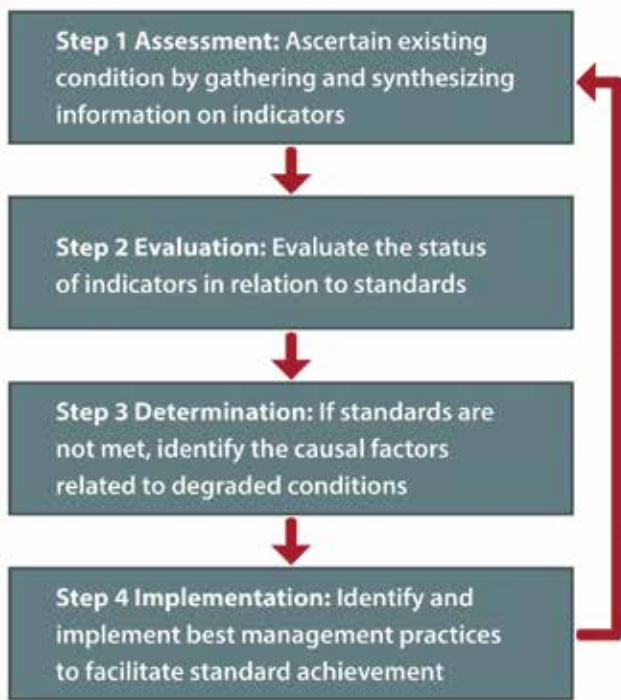 Step 1 Assessment: Ascertain existing
condition by gathering and synthesizing
information on indicators
Step 2 Evaluation: Evaluate the status
of indicators in relation to standards
Step 3 Determination: If standards are
not met, identify the causal factors
related to degraded conditions
Step 4 Implementation: Identify and
implement best management practices
to facilitate standard achievement